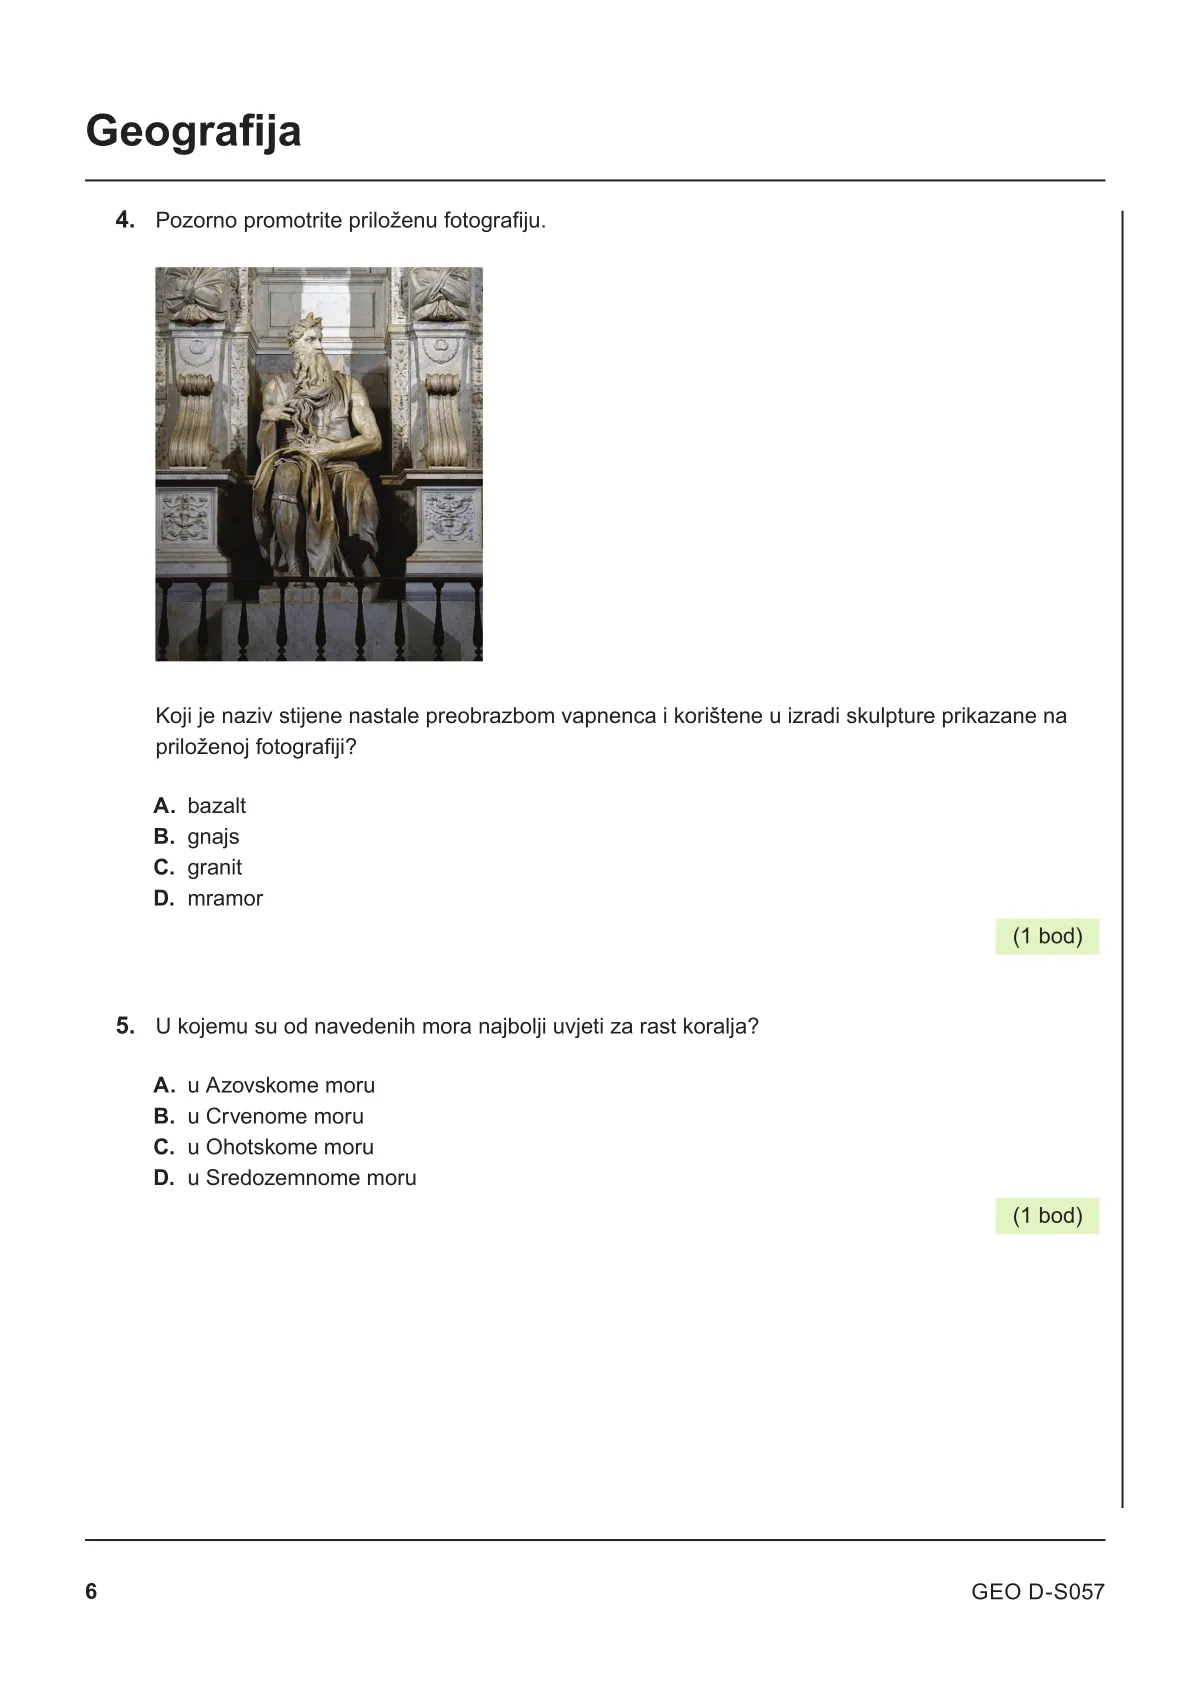 Geografija
4. Pozorno promotrite priloženu fotografiju.
Koji je naziv stijene nastale preobrazbom vapnenca i korištene u izradi skulpture prikazane na
priloženoj fotografiji?
A. bazalt
B. gnajs
C. granit
D. mramor
(1 bod)
5. U kojemu su od navedenih mora najbolji uvjeti za rast koralja?
A. u Azovskome moru
B. u Crvenome moru
C. u Ohotskome moru
D. u Sredozemnome moru
(1 bod)
6 GEO D-S057